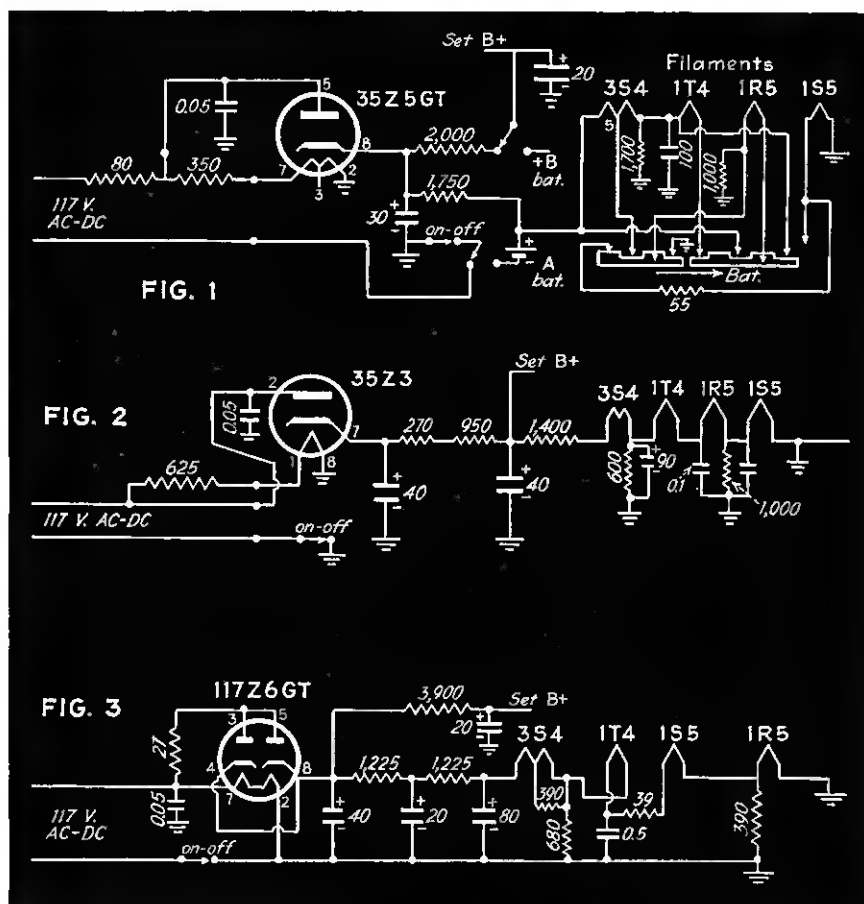 Set B+
20
Filaments
3S4 1T4 1R5 1S5
5
35Z5GT
0.05
8
2,000
+B
bat.
5
1,700
100
1,000
80
350
7
3
2
1,750
117 V.
AC-DC
30
on-off
A
bat.
Bat.
55
FIG. 1
Set B+
35Z3
3S4 1T4 1R5 1S5
FIG. 2
2
0.05
7
270
950
1,400
625
1
8
40
40
600
90
0.1
1,000
117 V. AC-DC
on-off
117Z6GT
3,900
Set B+
FIG. 3
3
5
20
3S4 1T4 1S5 1R5
27
4
8
1,225
1,225
7
2
390
39
0.05
40
20
80
680
0.5
390
117 V.
AC-DC
on-off